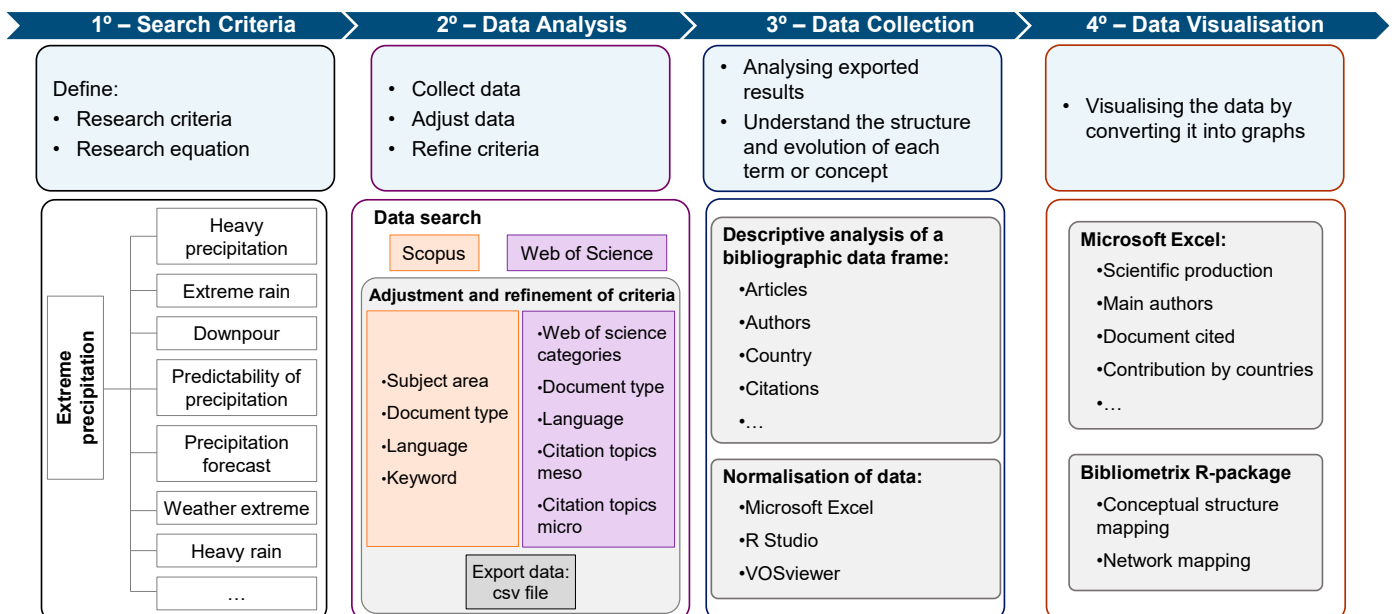 1º – Search Criteria
2º – Data Analysis
3º – Data Collection
4º – Data Visualisation
Define:
• Research criteria
• Research equation
• Collect data
• Adjust data
• Refine criteria
• Analysing exported
results
• Understand the structure
and evolution of each
term or concept
• Visualising the data by
converting it into graphs
Extreme
precipitation
Heavy
precipitation
Extreme rain
Downpour
Predictability of
precipitation
Precipitation
forecast
Weather extreme
Heavy rain
…
Data search
Scopus
Web of Science
Adjustment and refinement of criteria
•Subject area
•Document type
•Language
•Keyword
•Web of science
categories
•Document type
•Language
•Citation topics
meso
•Citation topics
micro
Export data:
csv file
Descriptive analysis of a
bibliographic data frame:
•Articles
•Authors
•Country
•Citations
•…
Normalisation of data:
•Microsoft Excel
•R Studio
•VOSviewer
Microsoft Excel:
•Scientific production
•Main authors
•Document cited
•Contribution by countries
•…
Bibliometrix R-package
•Conceptual structure
mapping
•Network mapping